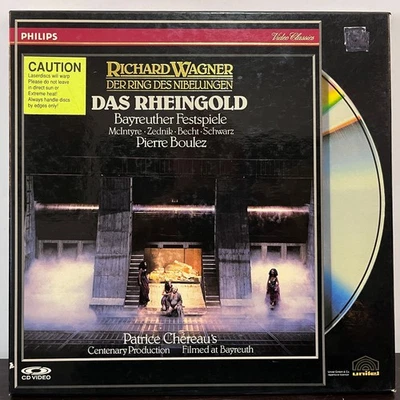 PHILIPS
Video Classics
CAUTION
Laserdiscs will warp
Please do not leave
in direct sun or
Extreme heat!
Always handle discs
by edges only!
RICHARD WAGNER
DER RING DES NIBELUNGEN
DAS RHEINGOLD
Bayreuther Festspiele
McIntyre · Zednik · Becht · Schwarz
Pierre Boulez
Patrice Chéreau's
Centenary Production Filmed at Bayreuth
CD VIDEO
unitel